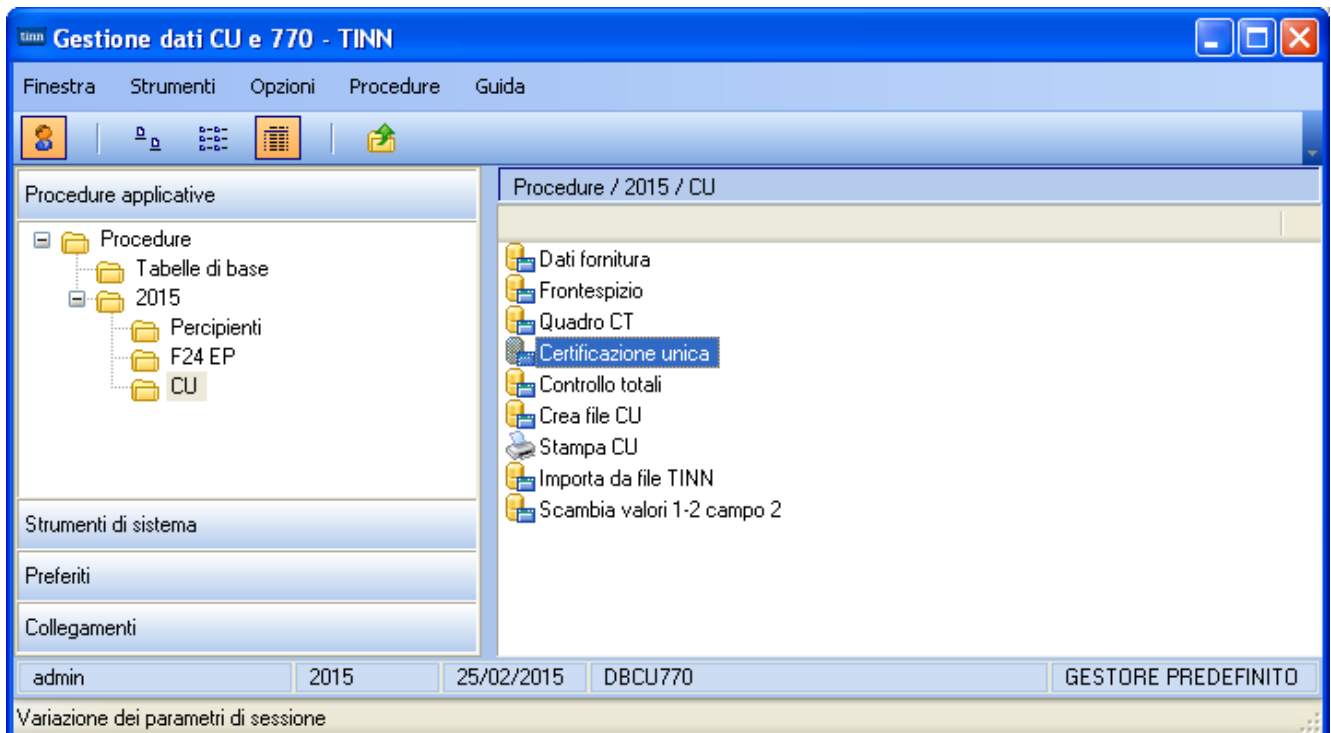 tinn Gestione dati CU e 770 - TINN
Finestra Strumenti Opzioni Procedure Guida
Procedure applicative
Procedure
Tabelle di base
2015
Percipienti
F24 EP
CU
Strumenti di sistema
Preferiti
Collegamenti
Procedure / 2015 / CU
Dati fornitura
Frontespizio
Quadro CT
Certificazione unica
Controllo totali
Crea file CU
Stampa CU
Importa da file TINN
Scambia valori 1-2 campo 2
admin 2015 25/02/2015 DBCU770 GESTORE PREDEFINITO
Variazione dei parametri di sessione